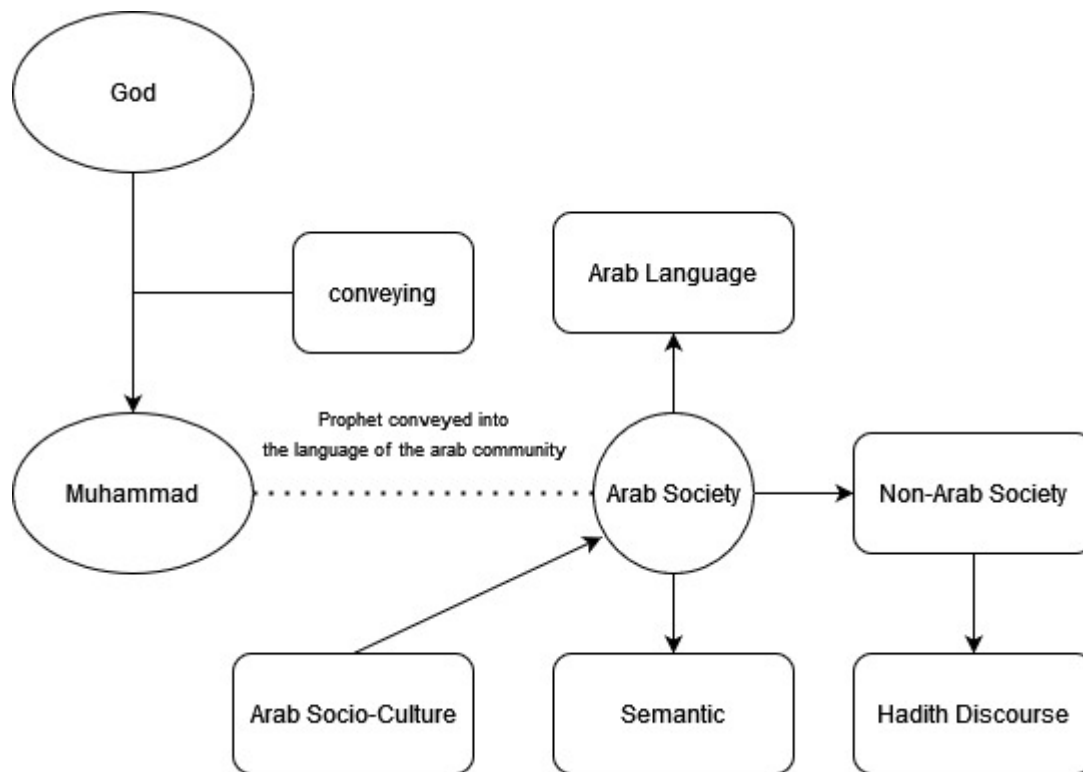 God
conveying
Arab Language
Prophet conveyed into
the language of the arab community
Muhammad
Arab Society
Non-Arab Society
Arab Socio-Culture
Semantic
Hadith Discourse